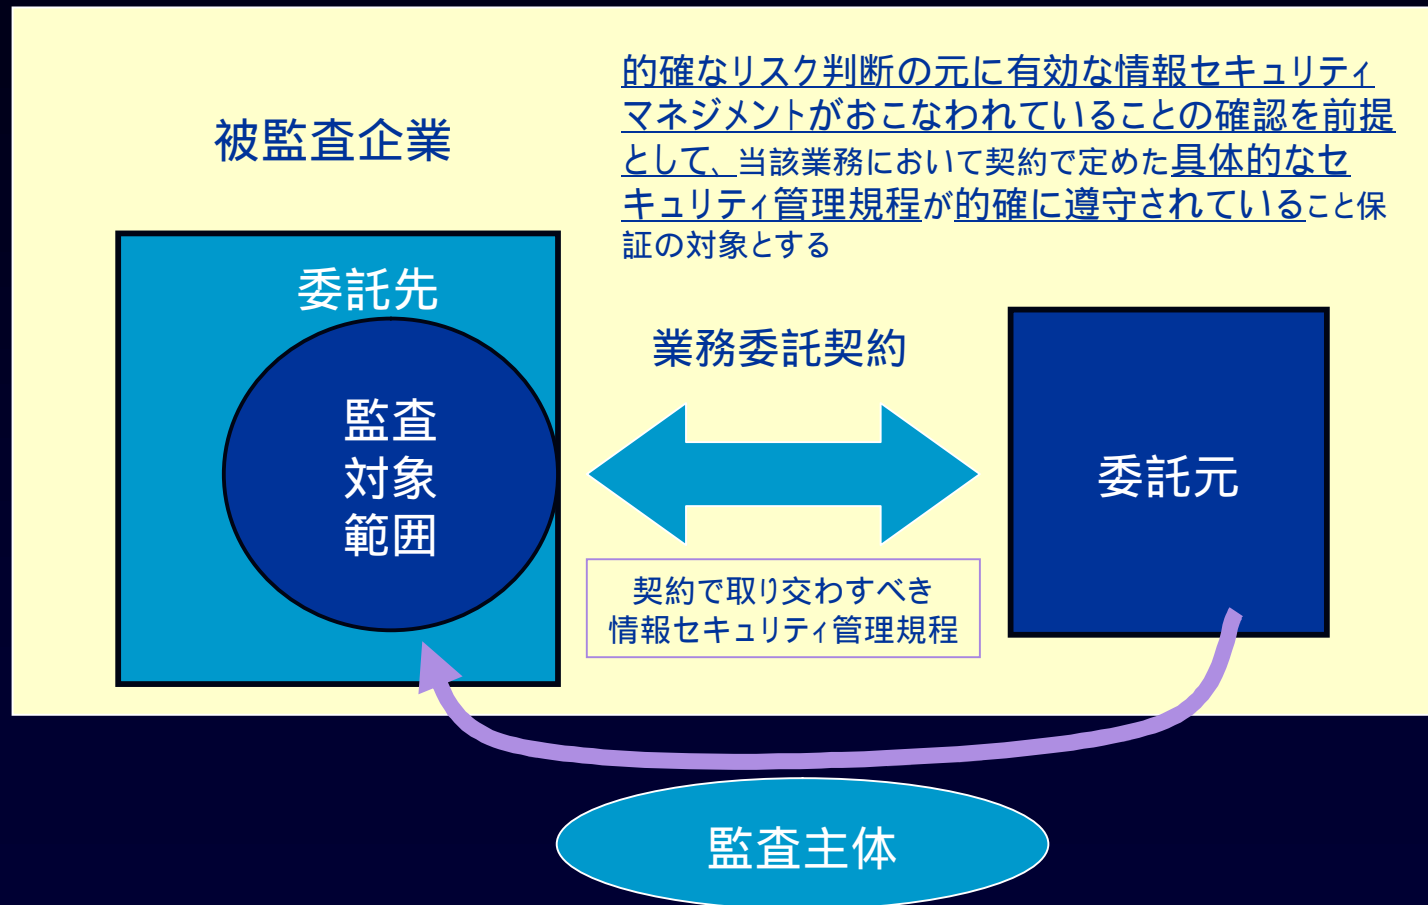 的確なリスク判断の元に有効な情報セキュリティ
マネジメントがおこなわれていることの確認を前提
として、当該業務において契約で定めた具体的なセ
キュリティ管理規程が的確に遵守されていること保
証の対象とする
被監査企業
委託先
監査
対象
範囲
業務委託契約
契約で取り交わすべき
情報セキュリティ管理規程
委託元
監査主体